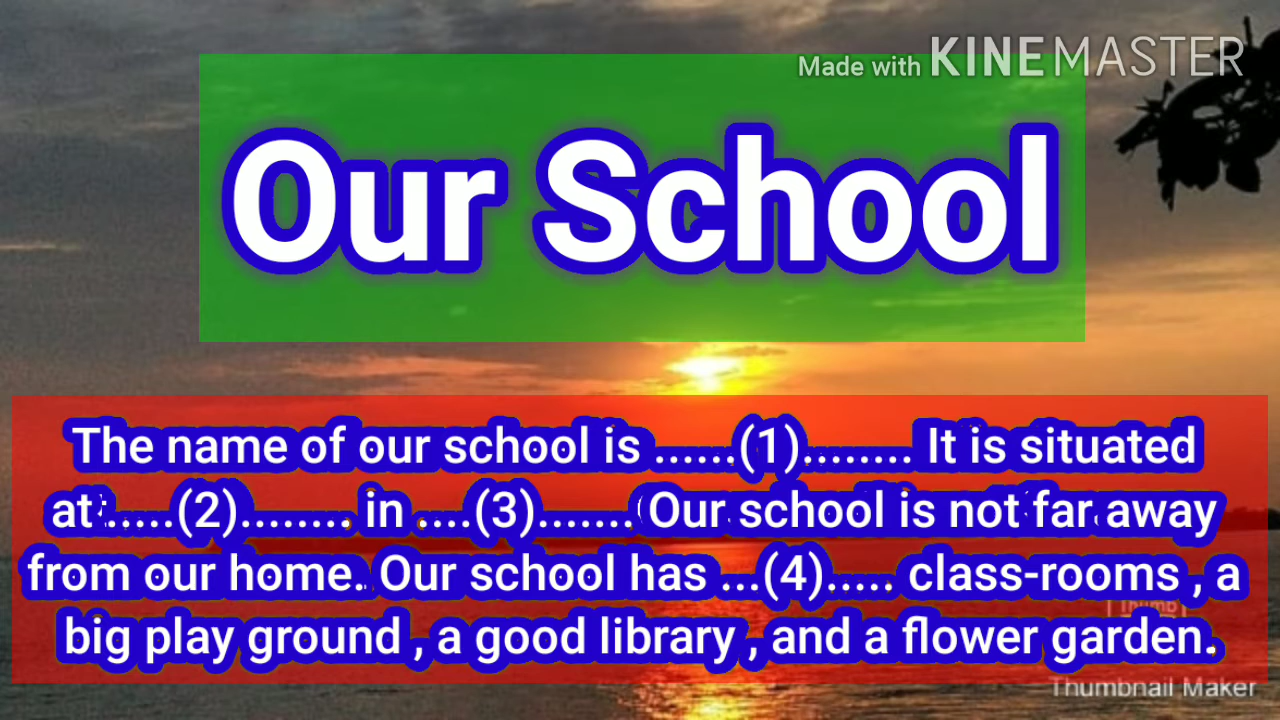 Made with KINEMASTER
Our School
The name of our school is ......(1)........ It is situated
at ......(2)........ in ....(3)....... Our school is not far away
from our home. Our school has ...(4)..... class-rooms , a
big play ground , a good library , and a flower garden.
Thumb
Thumbnail Maker